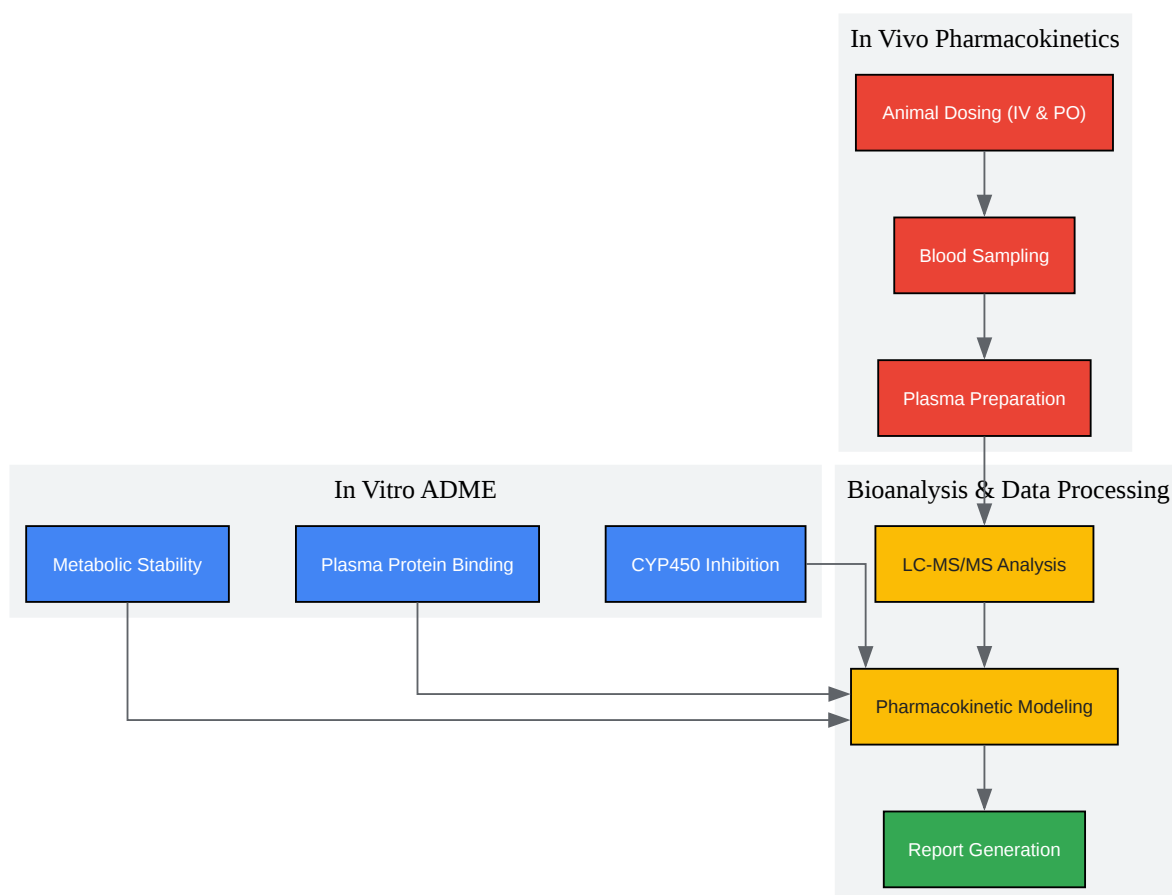 In Vivo Pharmacokinetics
Animal Dosing (IV & PO)
Blood Sampling
Plasma Preparation
In Vitro ADME
Bioanalysis & Data Processing
Metabolic Stability
Plasma Protein Binding
CYP450 Inhibition
LC-MS/MS Analysis
Pharmacokinetic Modeling
Report Generation